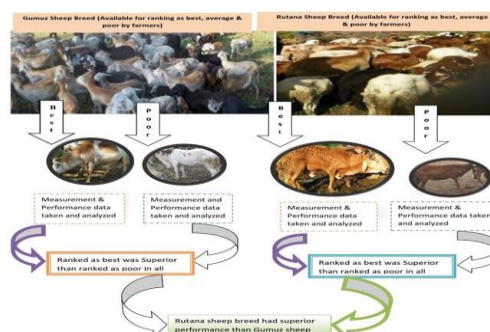 Gumuz Sheep Breed (Available for ranking as best, average &
poor by farmers)
Rutana Sheep Breed (Available for ranking as best, average
& poor by farmers)
Best
Poor
Best
Poor
Measurement &
Performance data
taken and analyzed
Measurement and
Performance data
taken and analyzed
Measurement &
Performance data
taken and analyzed
Measurement &
Performance data taken
and analyzed
Ranked as best was Superior
than ranked as poor in all
Ranked as best was Superior
than ranked as poor in all
Rutana sheep breed had superior
performance than Gumuz sheep